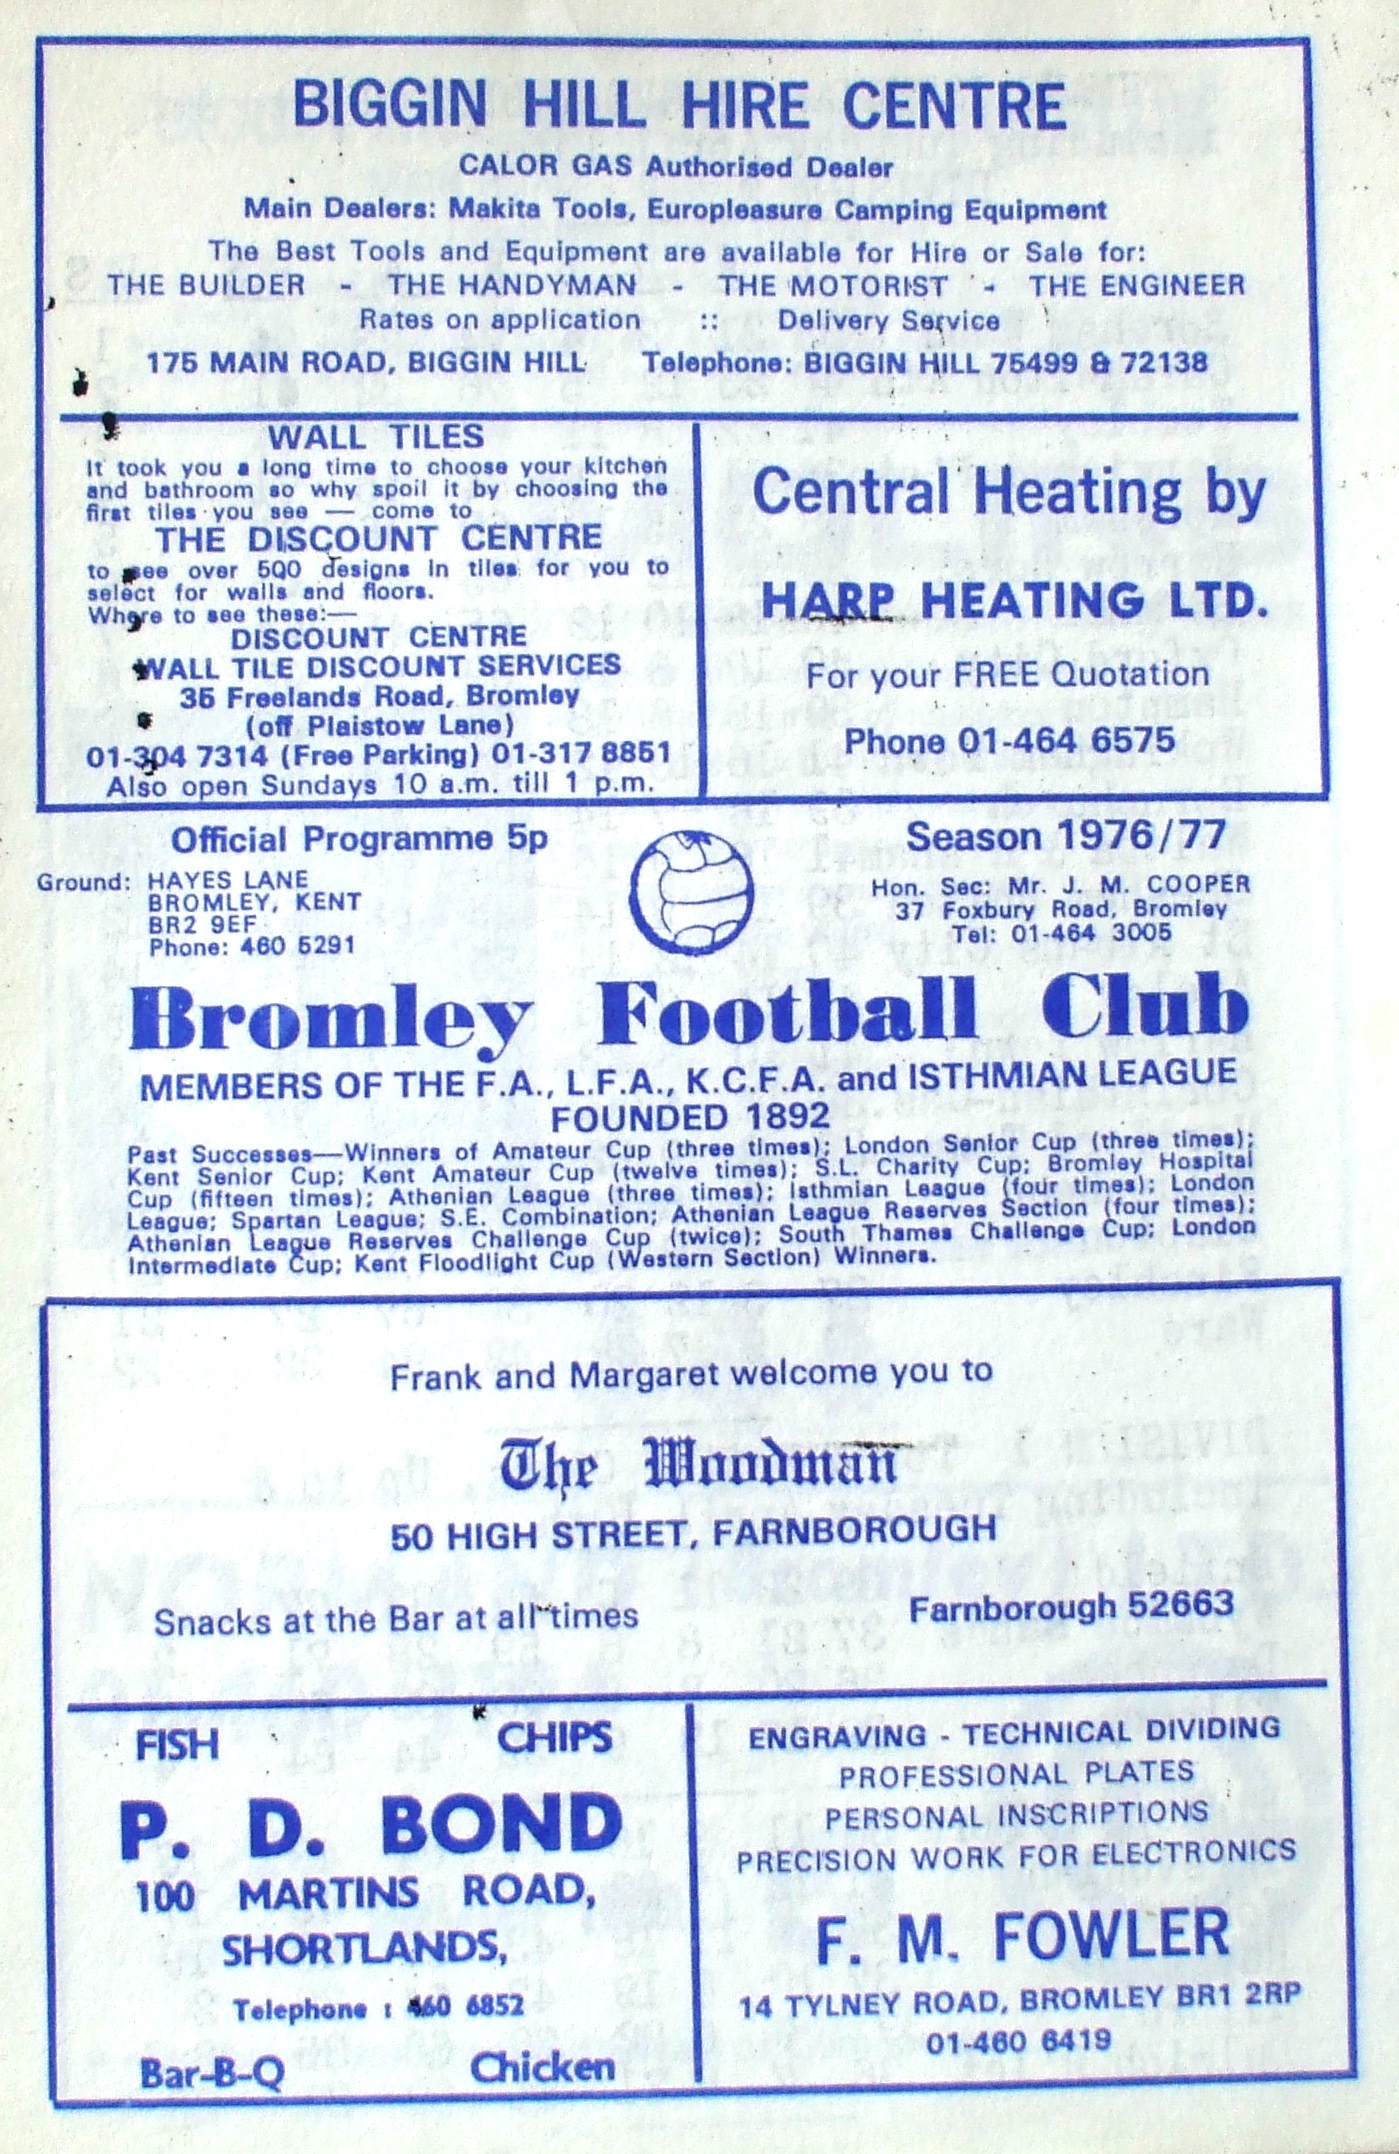 BIGGIN HILL HIRE CENTRE
CALOR GAS Authorised Dealer
Main Dealers: Makita Tools, Europleasure Camping Equipment
The Best Tools and Equipment are available for Hire or Sale for:
THE BUILDER - THE HANDYMAN - THE MOTORIST - THE ENGINEER
Rates on application :: Delivery Service
175 MAIN ROAD, BIGGIN HILL Telephone: BIGGIN HILL 75499 & 72138
WALL TILES
It took you a long time to choose your kitchen
and bathroom so why spoil it by choosing the
first tiles you see — come to
THE DISCOUNT CENTRE
to see over 500 designs in tiles for you to
select for walls and floors.
Where to see these:—
DISCOUNT CENTRE
WALL TILE DISCOUNT SERVICES
35 Freelands Road, Bromley
(off Plaistow Lane)
01-304 7314 (Free Parking) 01-317 8851
Also open Sundays 10 a.m. till 1 p.m.
Central Heating by
HARP HEATING LTD.
For your FREE Quotation
Phone 01-464 6575
Official Programme 5p
Ground: HAYES LANE
BROMLEY, KENT
BR2 9EF
Phone: 460 5291
Season 1976/77
Hon. Sec: Mr. J. M. COOPER
37 Foxbury Road, Bromley
Tel: 01-464 3005
Bromley Football Club
MEMBERS OF THE F.A., L.F.A., K.C.F.A. and ISTHMIAN LEAGUE
FOUNDED 1892
Past Successes—Winners of Amateur Cup (three times); London Senior Cup (three times);
Kent Senior Cup; Kent Amateur Cup (twelve times); S.L. Charity Cup; Bromley Hospital
Cup (fifteen times); Athenian League (three times); Isthmian League (four times); London
League; Spartan League; S.E. Combination; Athenian League Reserves Section (four times);
Athenian League Reserves Challenge Cup (twice); South Thames Challenge Cup; London
Intermediate Cup; Kent Floodlight Cup (Western Section) Winners.
Frank and Margaret welcome you to
The Woodman
50 HIGH STREET, FARNBOROUGH
Snacks at the Bar at all times Farnborough 52663
FISH CHIPS
P. D. BOND
100 MARTINS ROAD,
SHORTLANDS,
Telephone : 460 6852
Bar-B-Q Chicken
ENGRAVING - TECHNICAL DIVIDING
PROFESSIONAL PLATES
PERSONAL INSCRIPTIONS
PRECISION WORK FOR ELECTRONICS
F. M. FOWLER
14 TYLNEY ROAD, BROMLEY BR1 2RP
01-460 6419